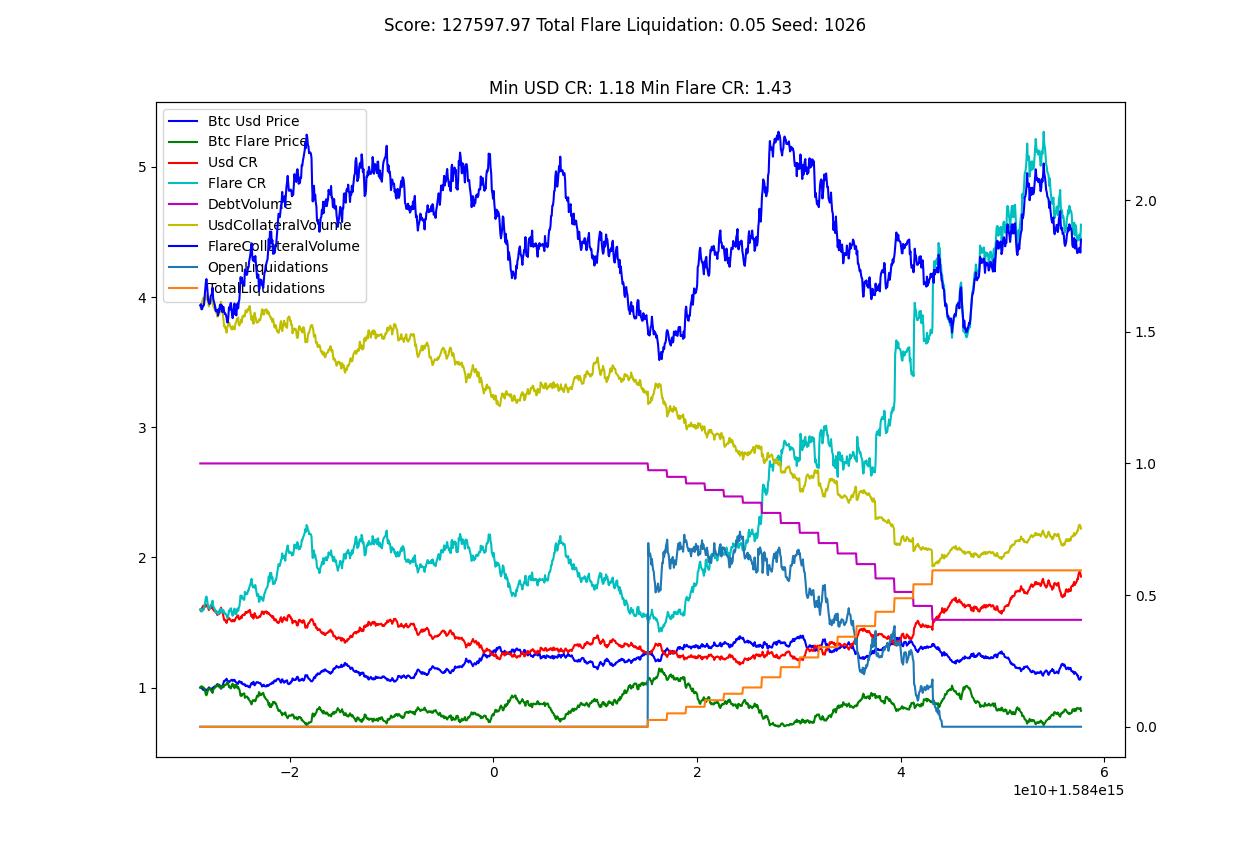 Score: 127597.97 Total Flare Liquidation: 0.05 Seed: 1026
Min USD CR: 1.18 Min Flare CR: 1.43
Btc Usd Price
Btc Flare Price
Usd CR
Flare CR
DebtVolume
UsdCollateralVolume
FlareCollateralVolume
OpenLiquidations
TotalLiquidations
5
4
3
2
1
2.0
1.5
1.0
0.5
0.0
−2
0
2
4
6
1e10+1.584e15